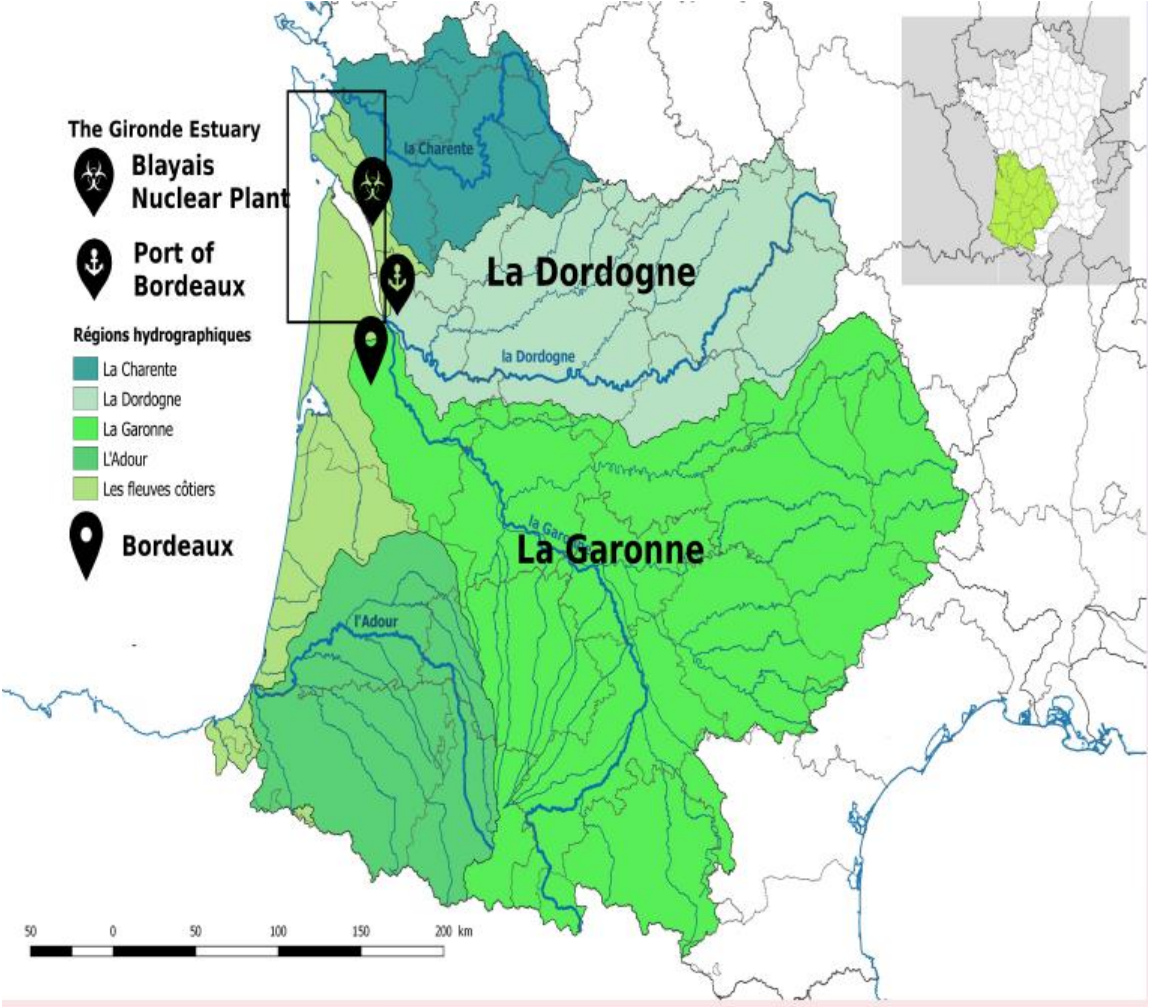 The Gironde Estuary
Blayais
Nuclear Plant
Port of
Bordeaux
Régions hydrographiques
La Charente
La Dordogne
La Garonne
L'Adour
Les fleuves côtiers
Bordeaux
la Charente
La Dordogne
la Dordogne
La Garonne
l'Adour
50 0 50 100 150 200 km